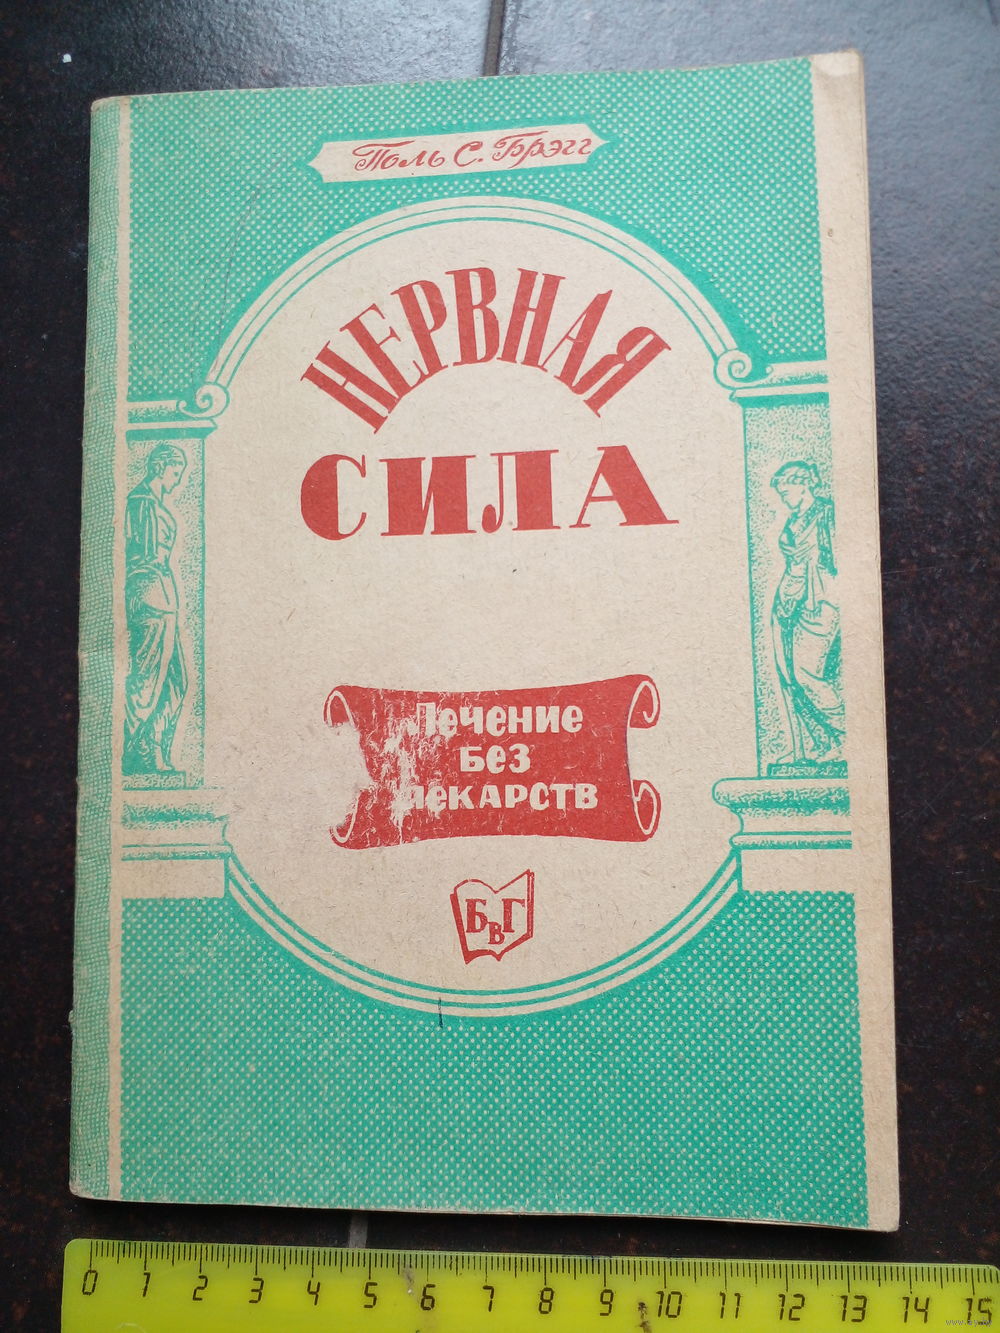 Поль С. Брэгг
НЕРВНАЯ
СИЛА
Лечение
без
лекарств
БвГ
0 1 2 3 4 5 6 7 8 9 10 11 12 13 14 15